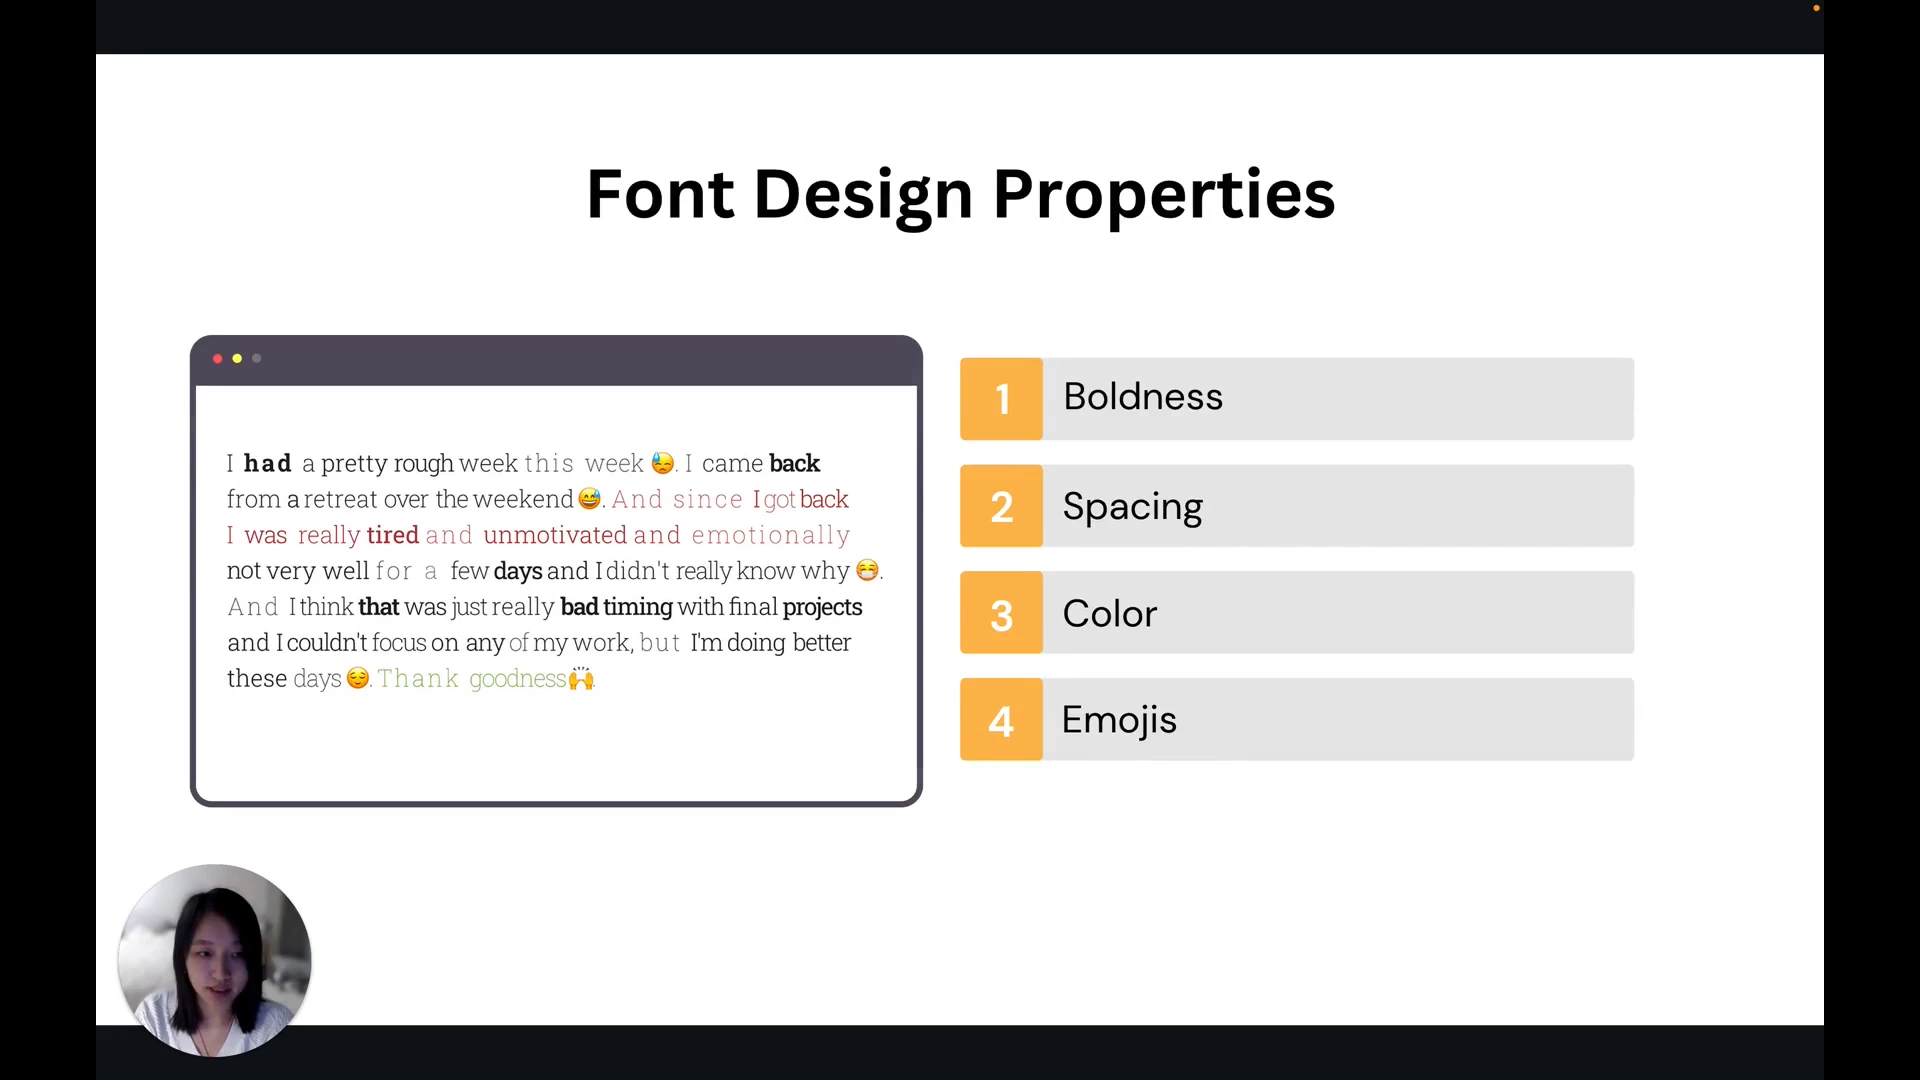 Font Design Properties
I had a pretty rough week this week 😓. I came back
from a retreat over the weekend 😅. And since I got back
I was really tired and unmotivated and emotionally
not very well for a few days and I didn't really know why 😷.
And I think that was just really bad timing with final projects
and I couldn't focus on any of my work, but I'm doing better
these days 😌. Thank goodness🙌.
1 Boldness
2 Spacing
3 Color
4 Emojis